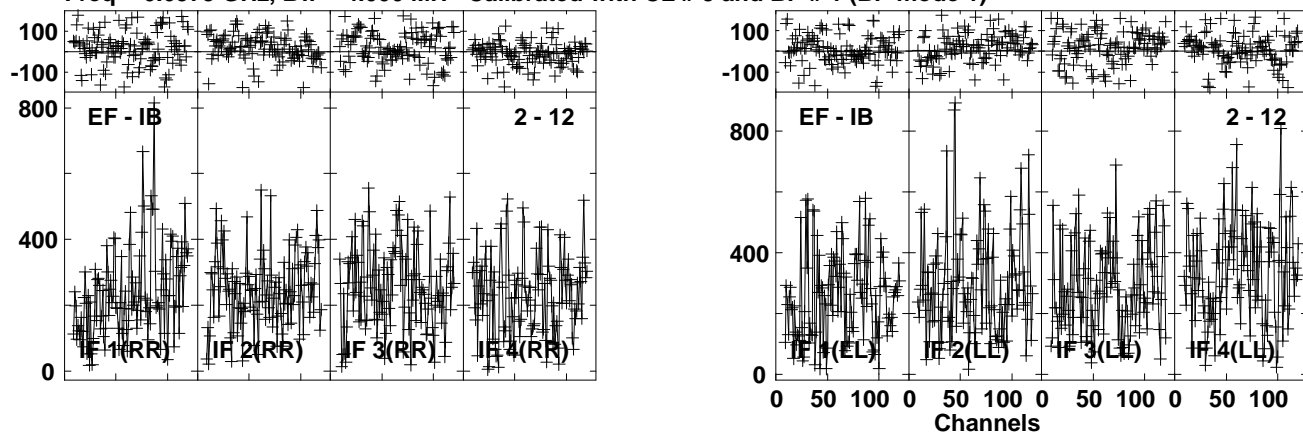 100
-100
800
400
0
EF - IB
2 - 12
IF 1(RR)
IF 2(RR)
IF 3(RR)
IF 4(RR)
100
-100
800
400
0
EF - IB
2 - 12
IF 1(LL)
IF 2(LL)
IF 3(LL)
IF 4(LL)
0 50 100 0 50 100 0 50 100 0 50 100
Channels